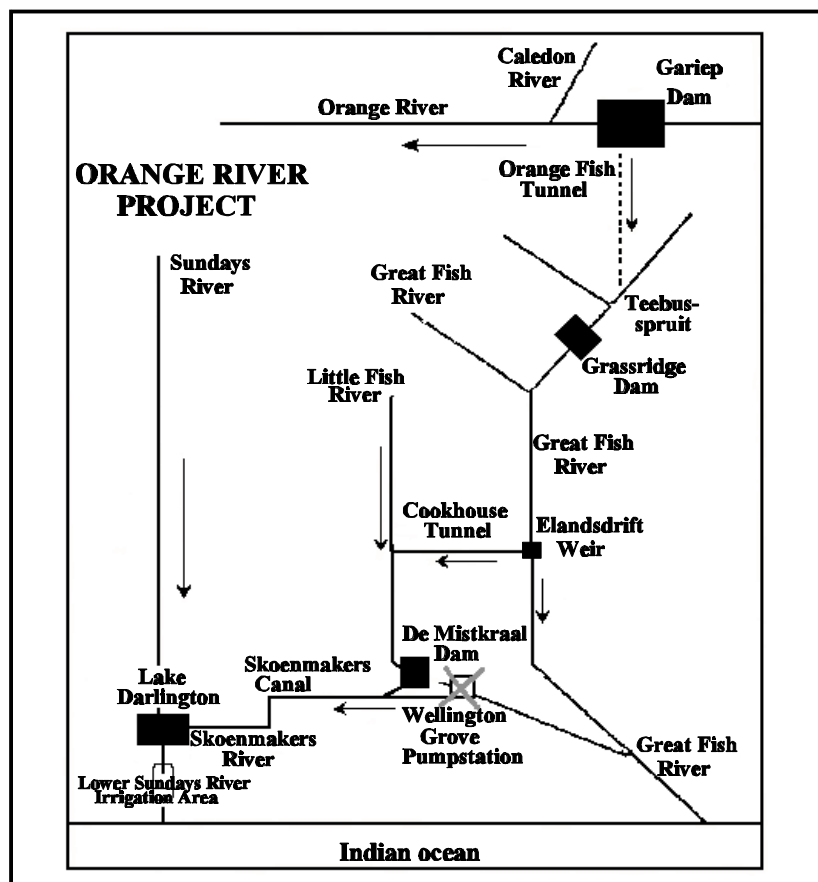 Caledon
River
Gariep
Dam
Orange River
ORANGE RIVER
PROJECT
Orange Fish
Tunnel
Sundays
River
Great Fish
River
Teebus-
spruit
Grassridge
Dam
Little Fish
River
Great Fish
River
Cookhouse
Tunnel
Elandsdrift
Weir
De Mistkraal
Dam
Skoenmakers
Canal
Lake
Darlington
Wellington
Grove
Pumpstation
Skoenmakers
River
Great Fish
River
Lower Sundays River
Irrigation Area
Indian ocean